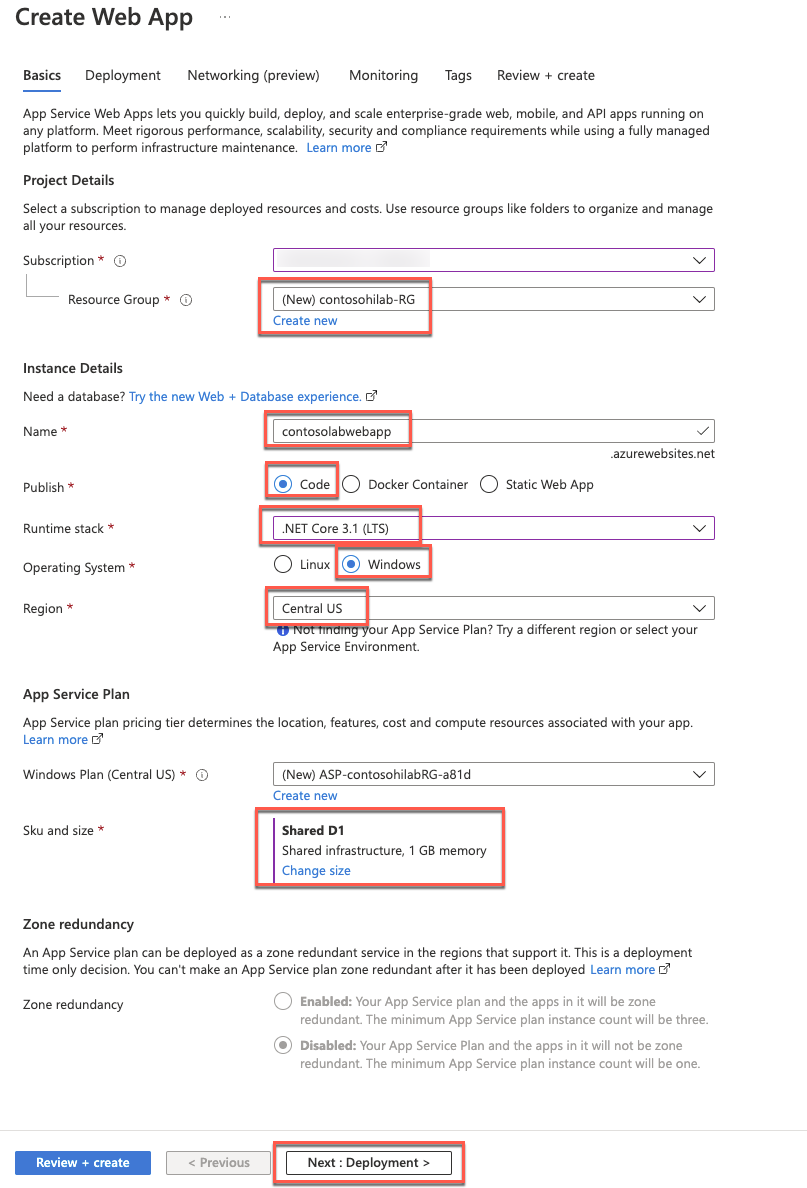 Create Web App ...
Basics Deployment Networking (preview) Monitoring Tags Review + create
App Service Web Apps lets you quickly build, deploy, and scale enterprise-grade web, mobile, and API apps running on
any platform. Meet rigorous performance, scalability, security and compliance requirements while using a fully managed
platform to perform infrastructure maintenance. Learn more
Project Details
Select a subscription to manage deployed resources and costs. Use resource groups like folders to organize and manage
all your resources.
Subscription *
Resource Group * (New) contosohilab-RG
Create new
Instance Details
Need a database? Try the new Web + Database experience.
Name * contosolabwebapp
.azurewebsites.net
Publish * Code Docker Container Static Web App
Runtime stack * .NET Core 3.1 (LTS)
Operating System * Linux Windows
Region * Central US
Not finding your App Service Plan? Try a different region or select your
App Service Environment.
App Service Plan
App Service plan pricing tier determines the location, features, cost and compute resources associated with your app.
Learn more
Windows Plan (Central US) * (New) ASP-contosohilabRG-a81d
Create new
Sku and size * Shared D1
Shared infrastructure, 1 GB memory
Change size
Zone redundancy
An App Service plan can be deployed as a zone redundant service in the regions that support it. This is a deployment
time only decision. You can't make an App Service plan zone redundant after it has been deployed Learn more
Zone redundancy Enabled: Your App Service plan and the apps in it will be zone
redundant. The minimum App Service plan instance count will be three.
Disabled: Your App Service Plan and the apps in it will not be zone
redundant. The minimum App Service plan instance count will be one.
Review + create < Previous Next : Deployment >